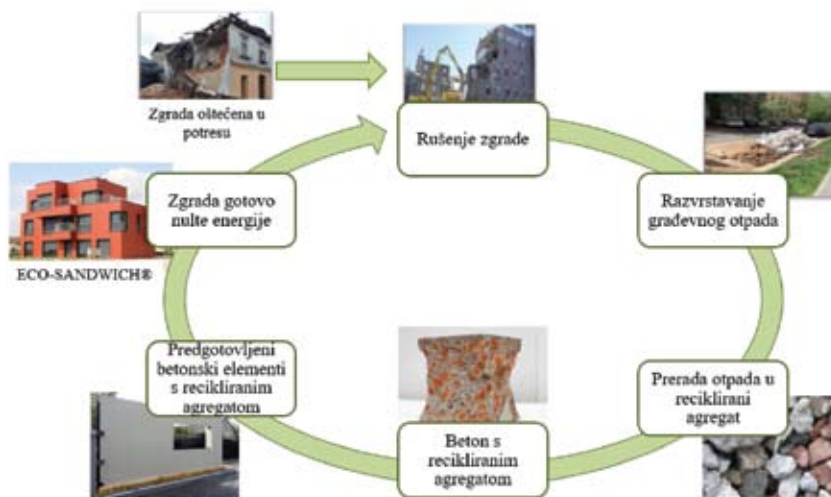 Zgrada oštećena u
potresu
Rušenje zgrade
Razvrstavanje
građevnog otpada
Prerada otpada u
reciklirani
agregat
Beton s
recikliranim
agregatom
Predgotovljeni
betonski elementi
s recikliranim
agregatom
Zgrada gotovo
nulte energije
ECO-SANDWICH®